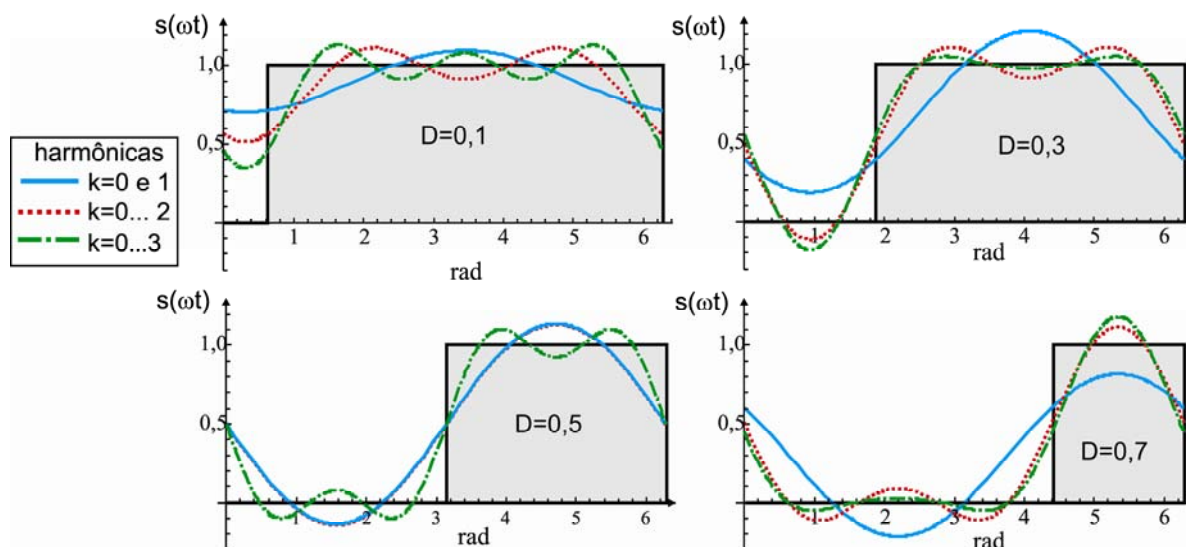 s(ωt)
1,0
0,5
D=0,1
1 2 3 4 5 6
rad
s(ωt)
1,0
0,5
D=0,3
1 2 3 4 5 6
rad
harmônicas
k=0 e 1
k=0... 2
k=0...3
s(ωt)
1,0
0,5
D=0,5
1 2 3 4 5 6
rad
s(ωt)
1,0
0,5
D=0,7
1 2 3 4 5 6
rad